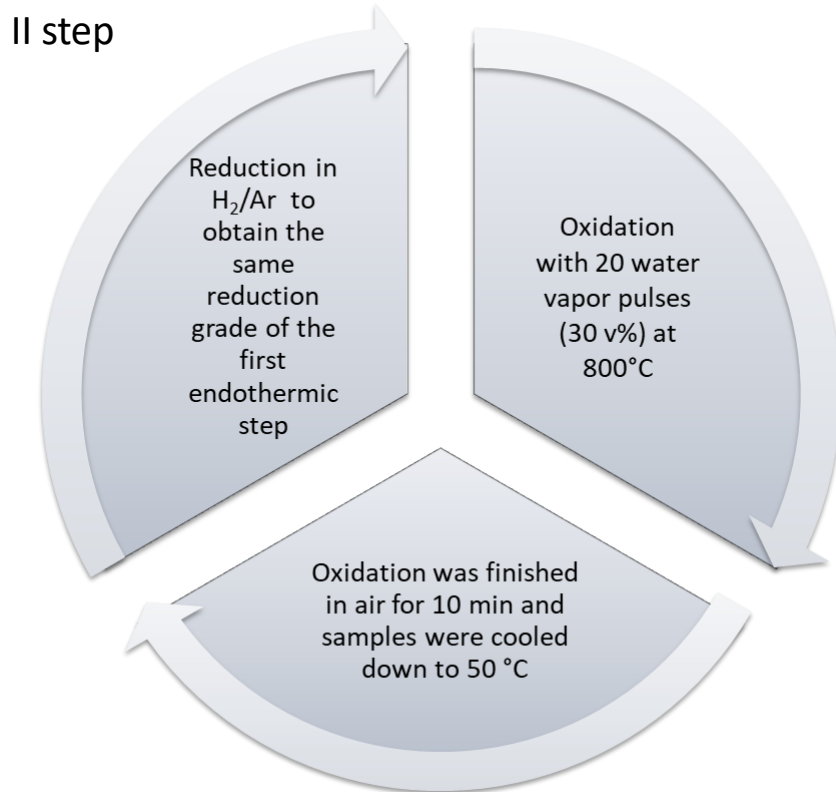 II step
Reduction in
H₂/Ar to
obtain the
same
reduction
grade of the
first
endothermic
step
Oxidation
with 20 water
vapor pulses
(30 v%) at
800°C
Oxidation was finished
in air for 10 min and
samples were cooled
down to 50 °C